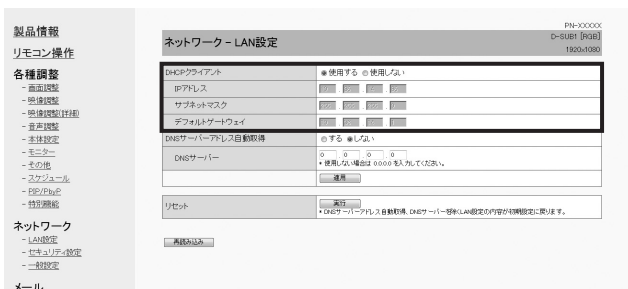 製品情報
リモコン操作
各種調整
- 画面調整
- 映像調整
- 映像調整(詳細)
- 音声調整
- 本体設定
- モニター
- その他
- スケジュール
- PIP/PbyP
- 特別機能
ネットワーク
- LAN設定
- セキュリティ設定
- 一般設定
メール
PN-XXXXX
ネットワーク – LAN設定
D-SUB1 [RGB]
1920x1080
DHCPクライアント 使用する 使用しない
IPアドレス
サブネットマスク
デフォルトゲートウェイ
DNSサーバーアドレス自動取得 する しない
DNSサーバー 0 0 0 0
• 使用しない場合は 0.0.0.0 を入力してください。
適用
リセット 実行
• DNSサーバーアドレス自動取得、DNSサーバーを除くLAN設定の内容が初期設定に戻ります。
再読み込み